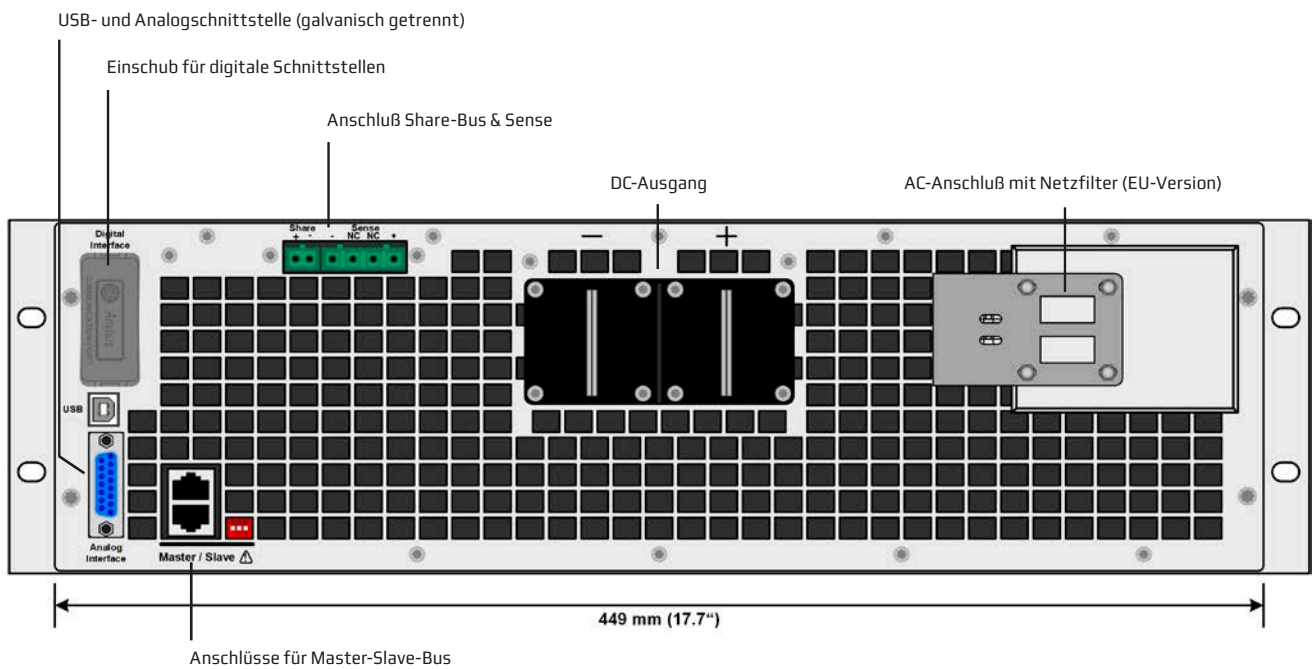 USB- und Analogschnittstelle (galvanisch getrennt)
Einschub für digitale Schnittstellen
Anschluß Share-Bus & Sense
DC-Ausgang
AC-Anschluß mit Netzfilter (EU-Version)
Digital
Interface
Share
+ -
Sense
- NC NC +
− +
Anybus
USB
Analog
Interface
Master / Slave
449 mm (17.7“)
Anschlüsse für Master-Slave-Bus